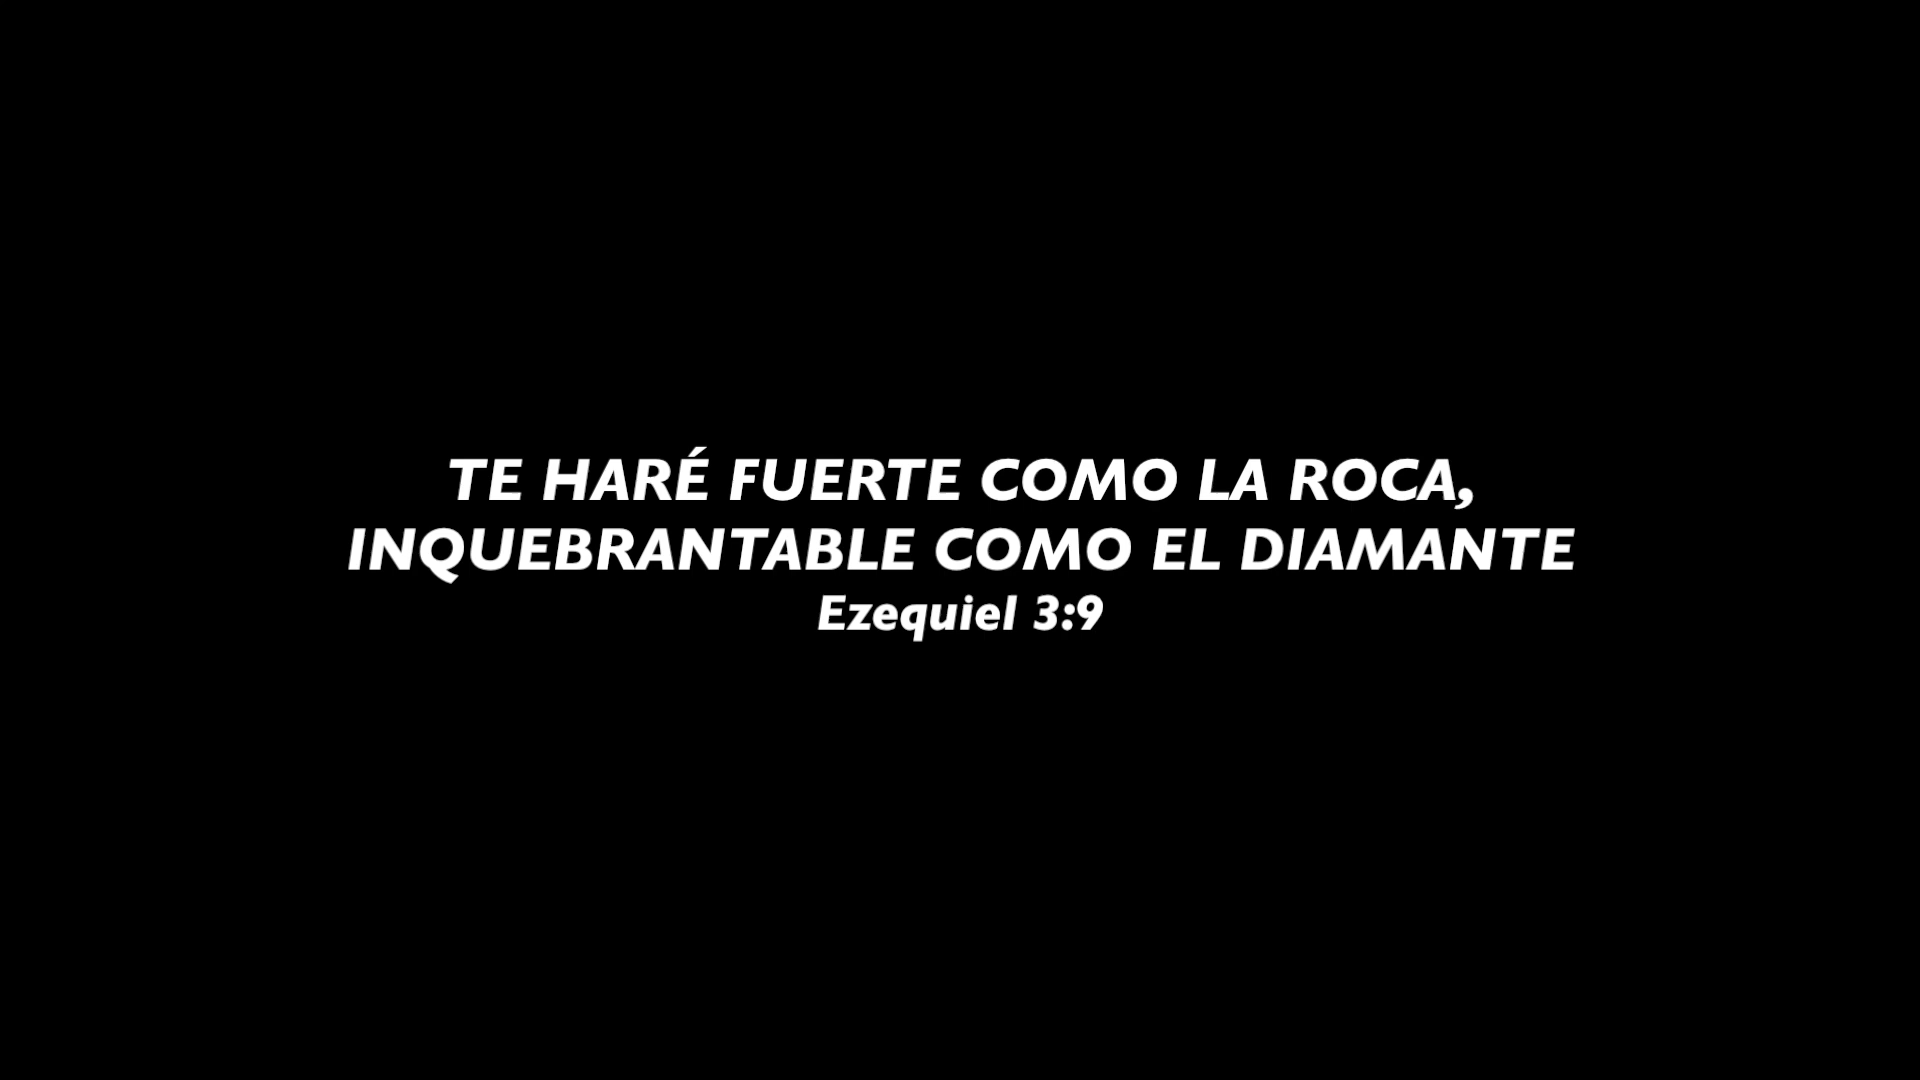 TE HARÉ FUERTE COMO LA ROCA,
INQUEBRANTABLE COMO EL DIAMANTE
Ezequiel 3:9